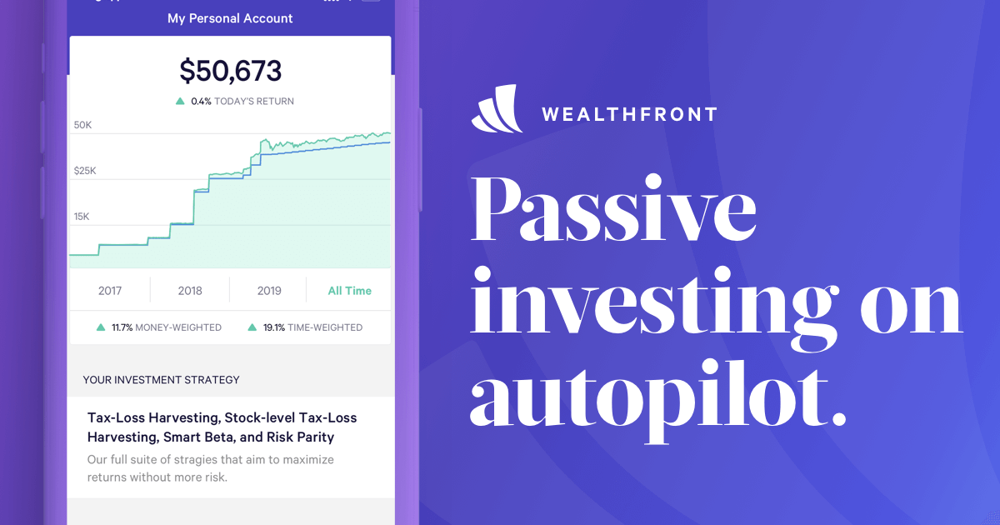 My Personal Account
$50,673
0.4% TODAY'S RETURN
50K
$25K
15K
2017 2018 2019 All Time
11.7% MONEY-WEIGHTED 19.1% TIME-WEIGHTED
YOUR INVESTMENT STRATEGY
Tax-Loss Harvesting, Stock-level Tax-Loss
Harvesting, Smart Beta, and Risk Parity
Our full suite of stragies that aim to maximize
returns without more risk.
WEALTHFRONT
Passive
investing on
autopilot.